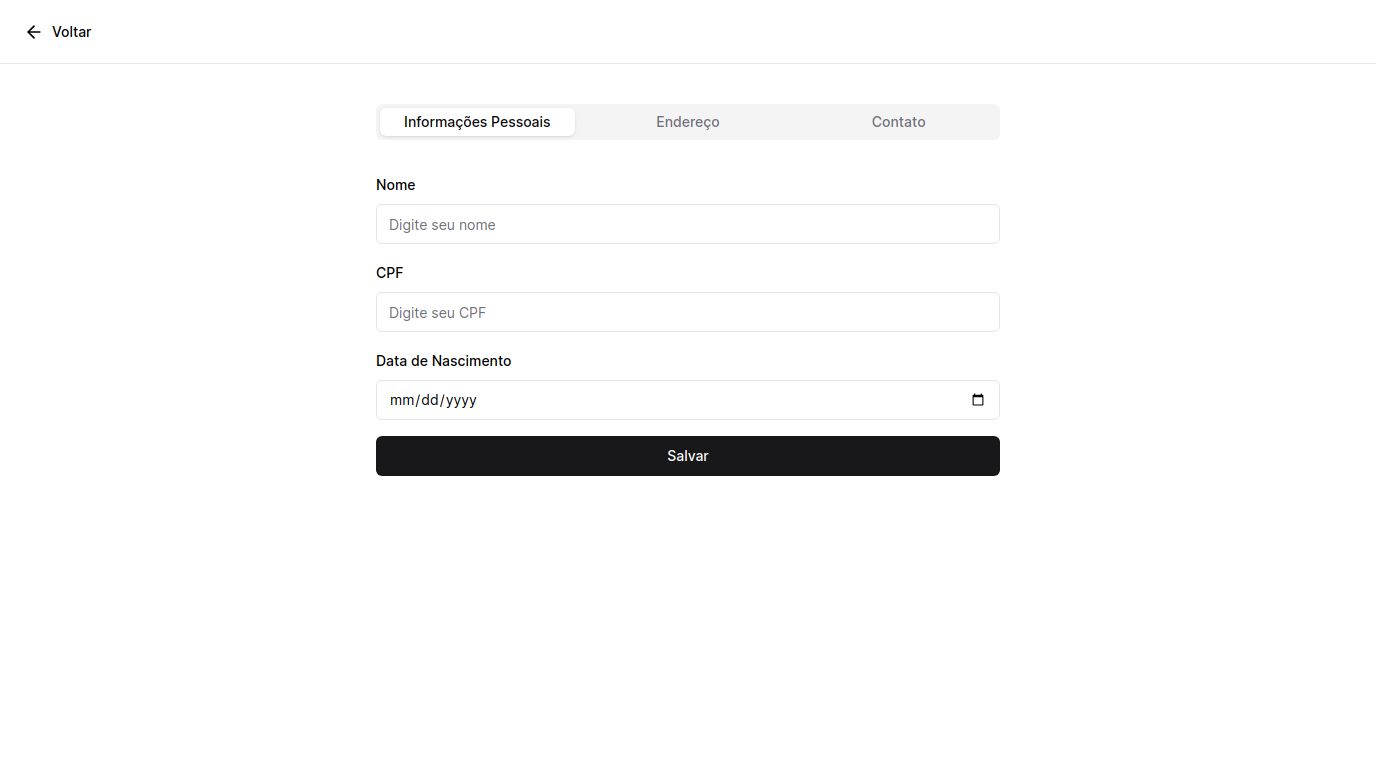 Voltar
Informações Pessoais Endereço Contato
Nome
Digite seu nome
CPF
Digite seu CPF
Data de Nascimento
mm/dd/yyyy
Salvar